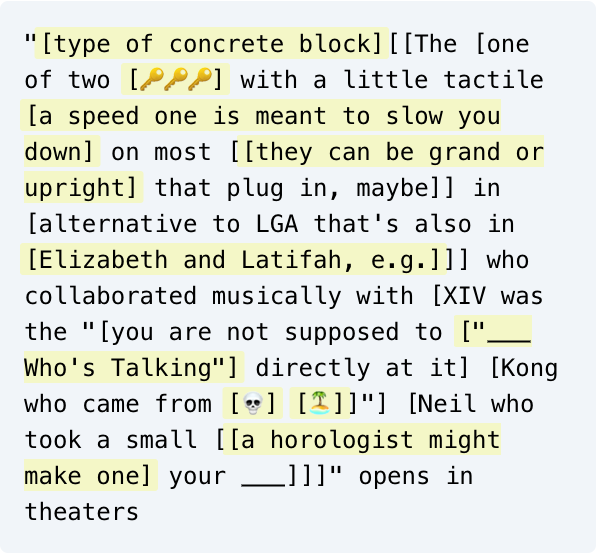 "[type of concrete block][[The [one
of two [🔑🔑🔑] with a little tactile
[a speed one is meant to slow you
down] on most [[they can be grand or
upright] that plug in, maybe]] in
[alternative to LGA that's also in
[Elizabeth and Latifah, e.g.]]] who
collaborated musically with [XIV was
the "[you are not supposed to ["___
Who's Talking"] directly at it] [Kong
who came from [💀] [🏝️]]"] [Neil who
took a small [[a horologist might
make one] your ___]]]" opens in
theaters